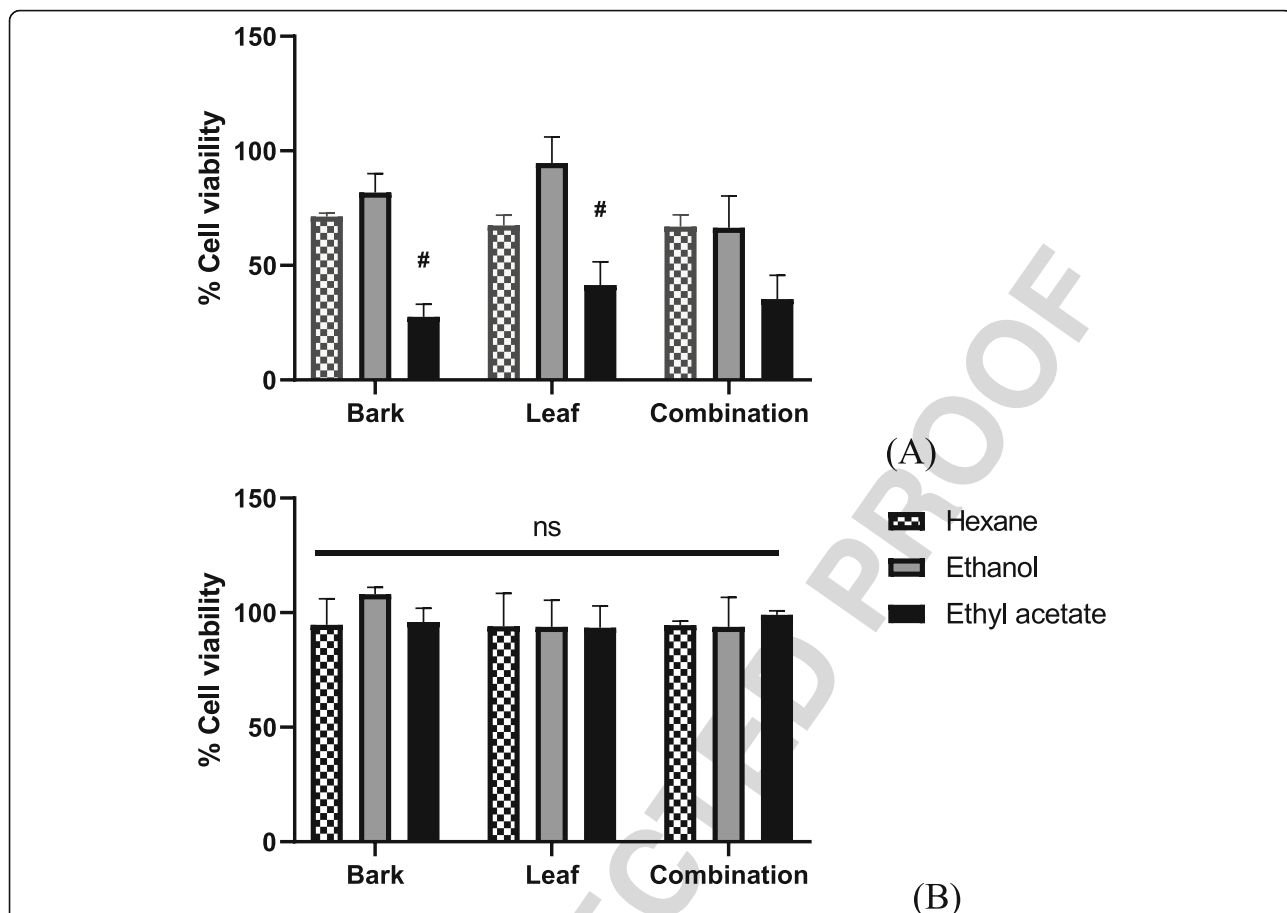 150
100
50
0
% Cell viability
#
#
Bark Leaf Combination
(A)
150
100
50
0
% Cell viability
ns
Bark Leaf Combination
Hexane
Ethanol
Ethyl acetate
(B)
CTED PROOF